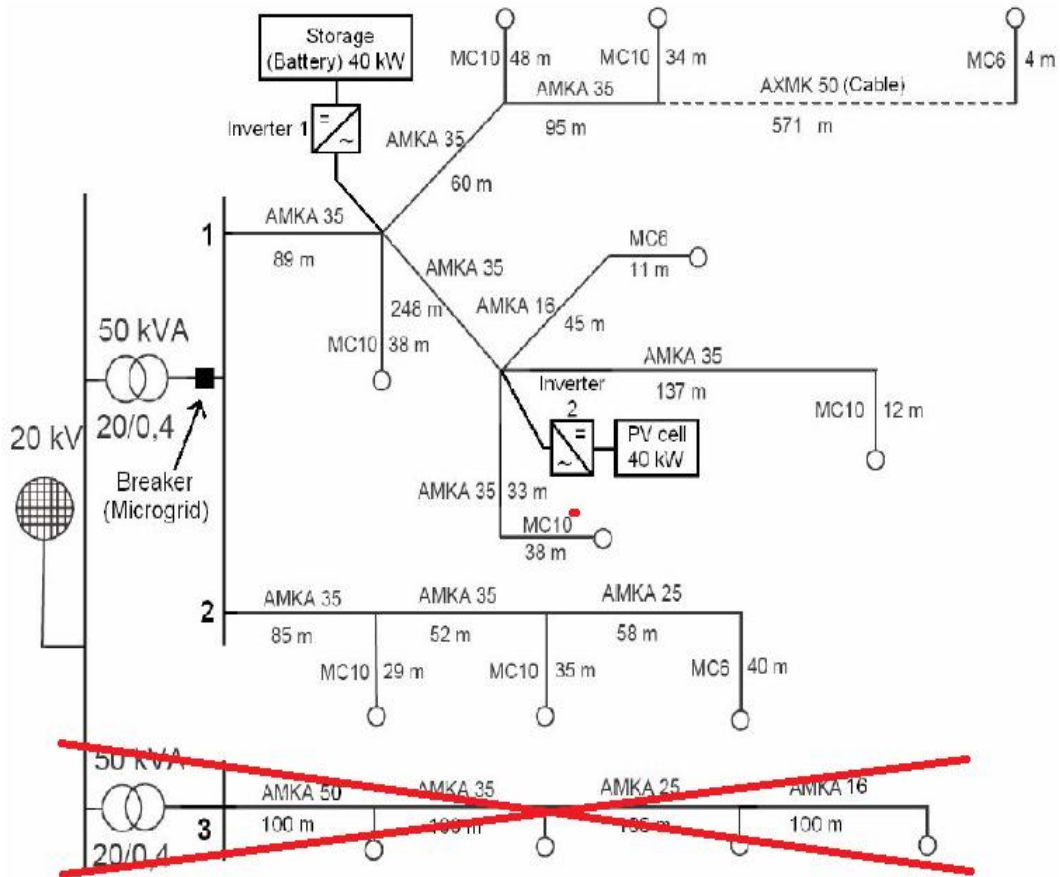 Storage
(Battery) 40 kW
Inverter 1
=
~
MC10 48 m
MC10 34 m
MC6 4 m
AMKA 35
95 m
AXMK 50 (Cable)
571 m
AMKA 35
60 m
1
AMKA 35
89 m
AMKA 35
248 m
MC10 38 m
MC6
11 m
AMKA 16
45 m
AMKA 35
137 m
MC10 12 m
Inverter
2
=
~
PV cell
40 kW
AMKA 35 33 m
MC10
38 m
50 kVA
20/0,4
20 kV
Breaker
(Microgrid)
2
AMKA 35
85 m
AMKA 35
52 m
AMKA 25
58 m
MC10 29 m
MC10 35 m
MC6 40 m
50 kVA
20/0,4
3
AMKA 50
100 m
AMKA 35
AMKA 25
AMKA 16
100 m